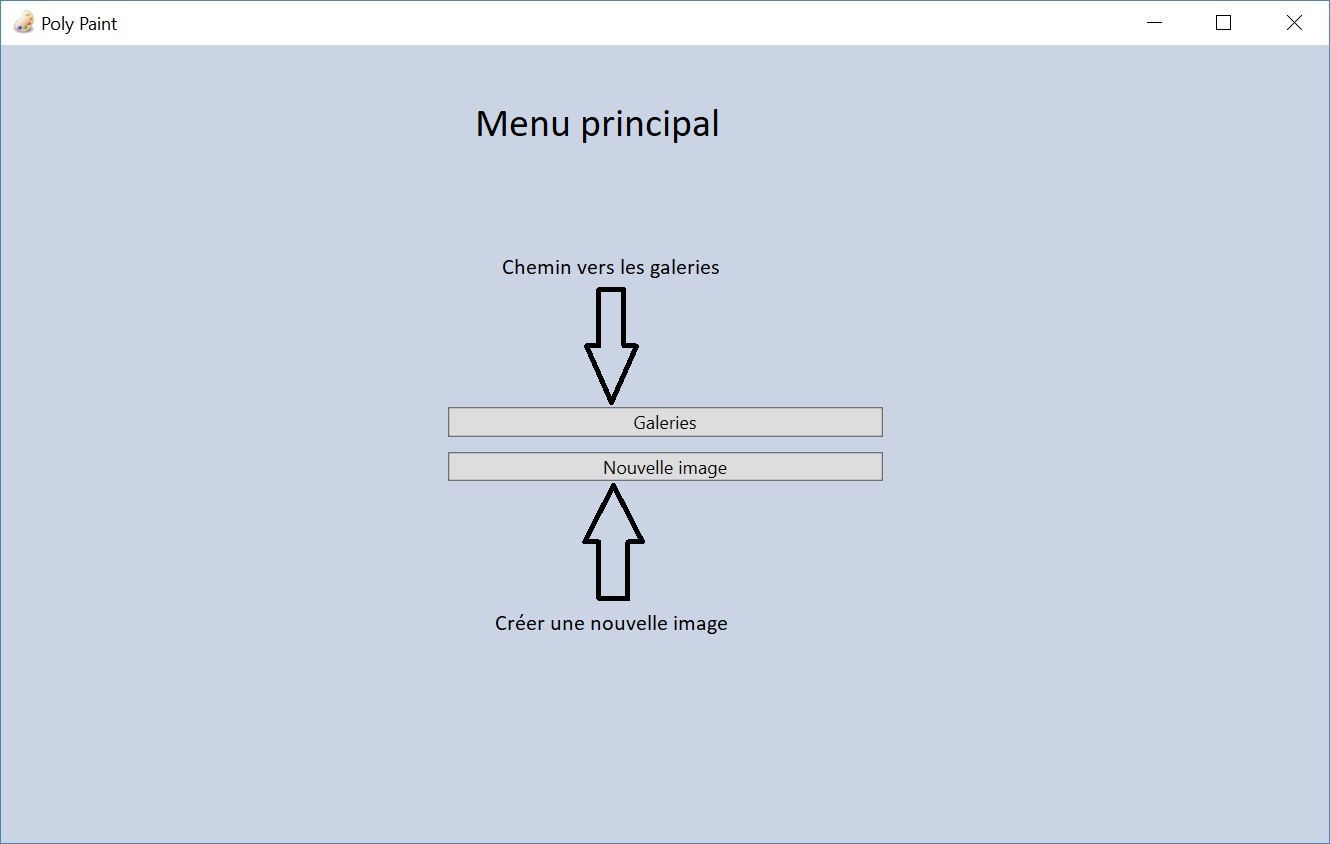 Poly Paint
Menu principal
Chemin vers les galeries
Galeries
Nouvelle image
Créer une nouvelle image